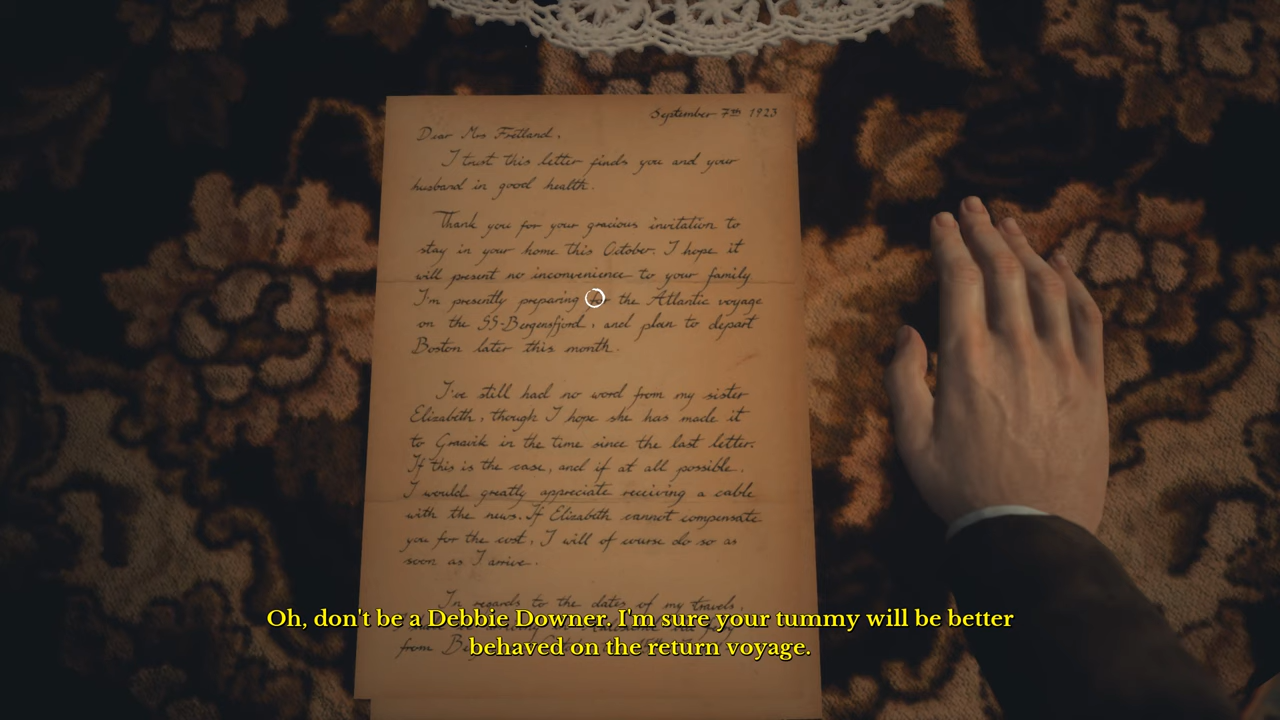 September 7th 1923
Dear Mrs Fretland,
I trust this letter finds you and your
husband in good health.
Thank you for your gracious invitation to
stay in your home this October. I hope it
will present no inconvenience to your family
I'm presently preparing for the Atlantic voyage
on the SS-Bergensfjord, and plan to depart
Boston later this month.
I've still had no word from my sister
Elizabeth, though I hope she has made it
to Graavik in the time since the last letter.
If this is the case, and if at all possible,
I would greatly appreciate receiving a cable
with the news. If Elizabeth cannot compensate
you for the cost, I will of course do so as
soon as I arrive.
In regards to the dates of my travels,
Oh, don't be a Debbie Downer. I'm sure your tummy will be better
behaved on the return voyage.
from